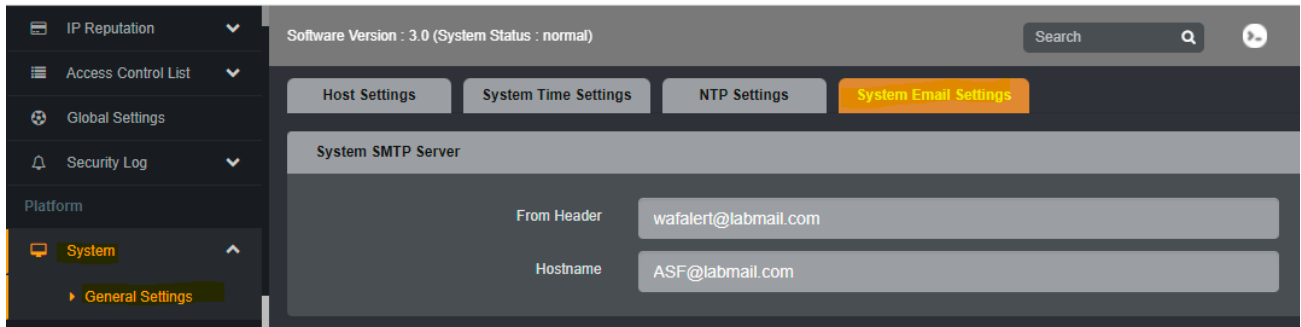 IP Reputation
Access Control List
Global Settings
Security Log
Platform
System
General Settings
Software Version : 3.0 (System Status : normal)
Search
Host Settings
System Time Settings
NTP Settings
System Email Settings
System SMTP Server
From Header
wafalert@labmail.com
Hostname
ASF@labmail.com